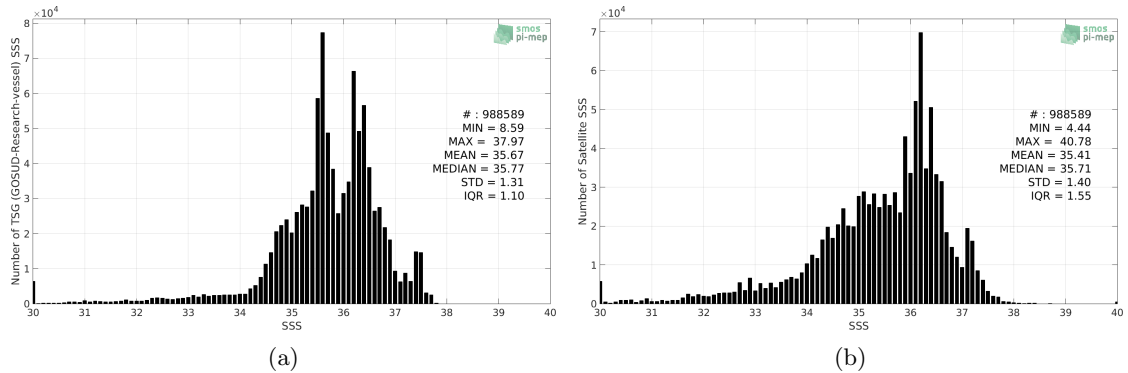 ×10⁴
8
7
6
5
4
3
2
1
0
Number of TSG (GOSUD-Research-vessel) SSS
30 31 32 33 34 35 36 37 38 39 40
SSS
smos
pi-mep
# : 988589
MIN = 8.59
MAX = 37.97
MEAN = 35.67
MEDIAN = 35.77
STD = 1.31
IQR = 1.10
(a)
×10⁴
7
6
5
4
3
2
1
0
Number of Satellite SSS
30 31 32 33 34 35 36 37 38 39 40
SSS
smos
pi-mep
# : 988589
MIN = 4.44
MAX = 40.78
MEAN = 35.41
MEDIAN = 35.71
STD = 1.40
IQR = 1.55
(b)